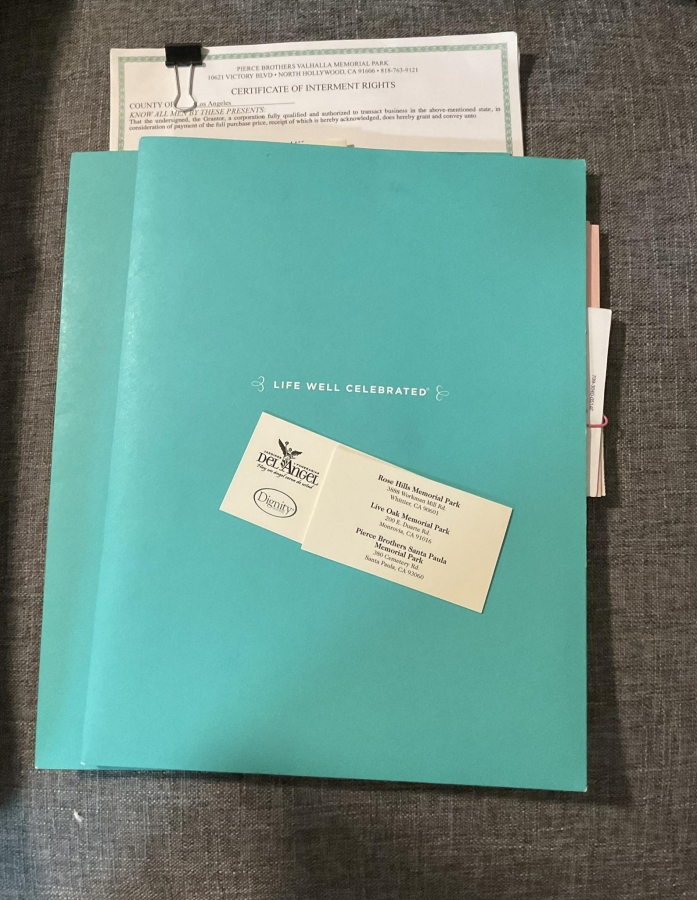 PIERCE BROTHERS VALHALLA MEMORIAL PARK
10621 VICTORY BLVD • NORTH HOLLYWOOD, CA 91606 • 818-763-9121
CERTIFICATE OF INTERMENT RIGHTS
COUNTY OF Los Angeles
KNOW ALL MEN BY THESE PRESENTS:
That the undersigned, the Grantor, a corporation fully qualified and authorized to transact business in the above-mentioned state, in
consideration of payment of the full purchase price, receipt of which is hereby acknowledged, does hereby grant and convey unto
LIFE WELL CELEBRATED®
DEL ANGEL
Dignity
Rose Hills Memorial Park
3888 Workman Mill Rd.
Whittier, CA 90601
Live Oak Memorial Park
200 E. Duarte Rd.
Monrovia, CA 91016
Pierce Brothers Santa Paula
Memorial Park
380 Cemetery Rd.
Santa Paula, CA 93060